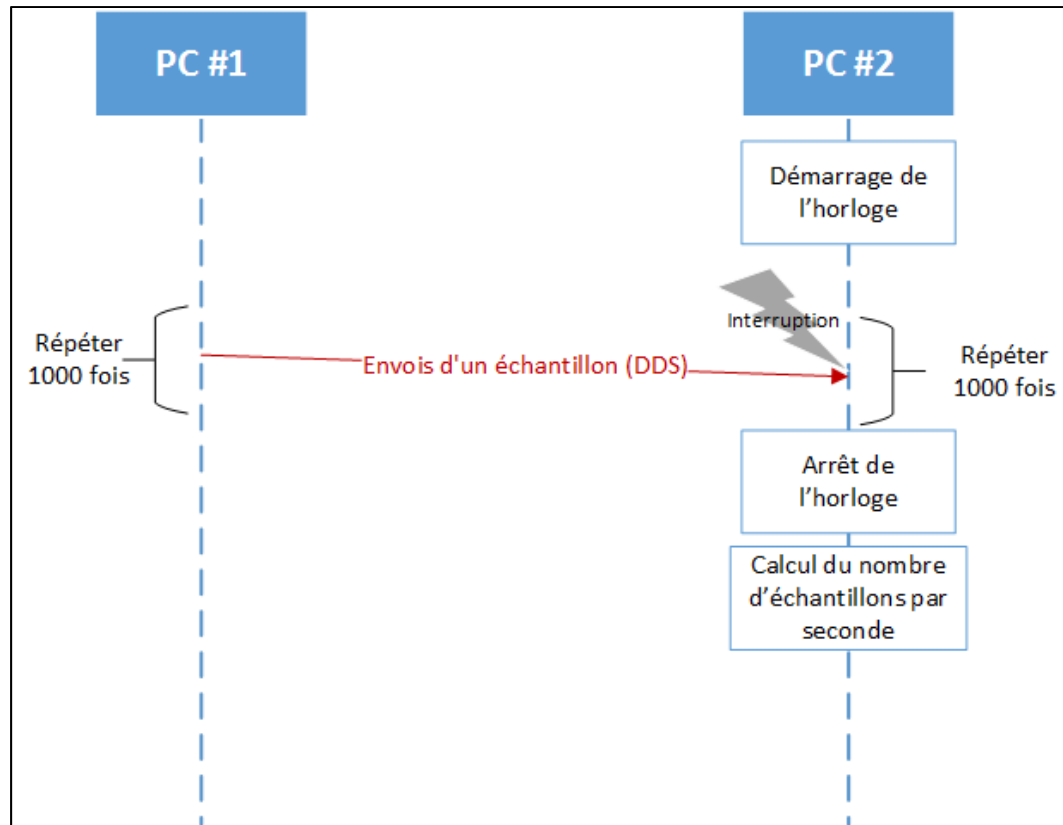 PC #1
PC #2
Démarrage de
l'horloge
Interruption
Répéter
1000 fois
Envois d'un échantillon (DDS)
Répéter
1000 fois
Arrêt de
l'horloge
Calcul du nombre
d'échantillons par
seconde